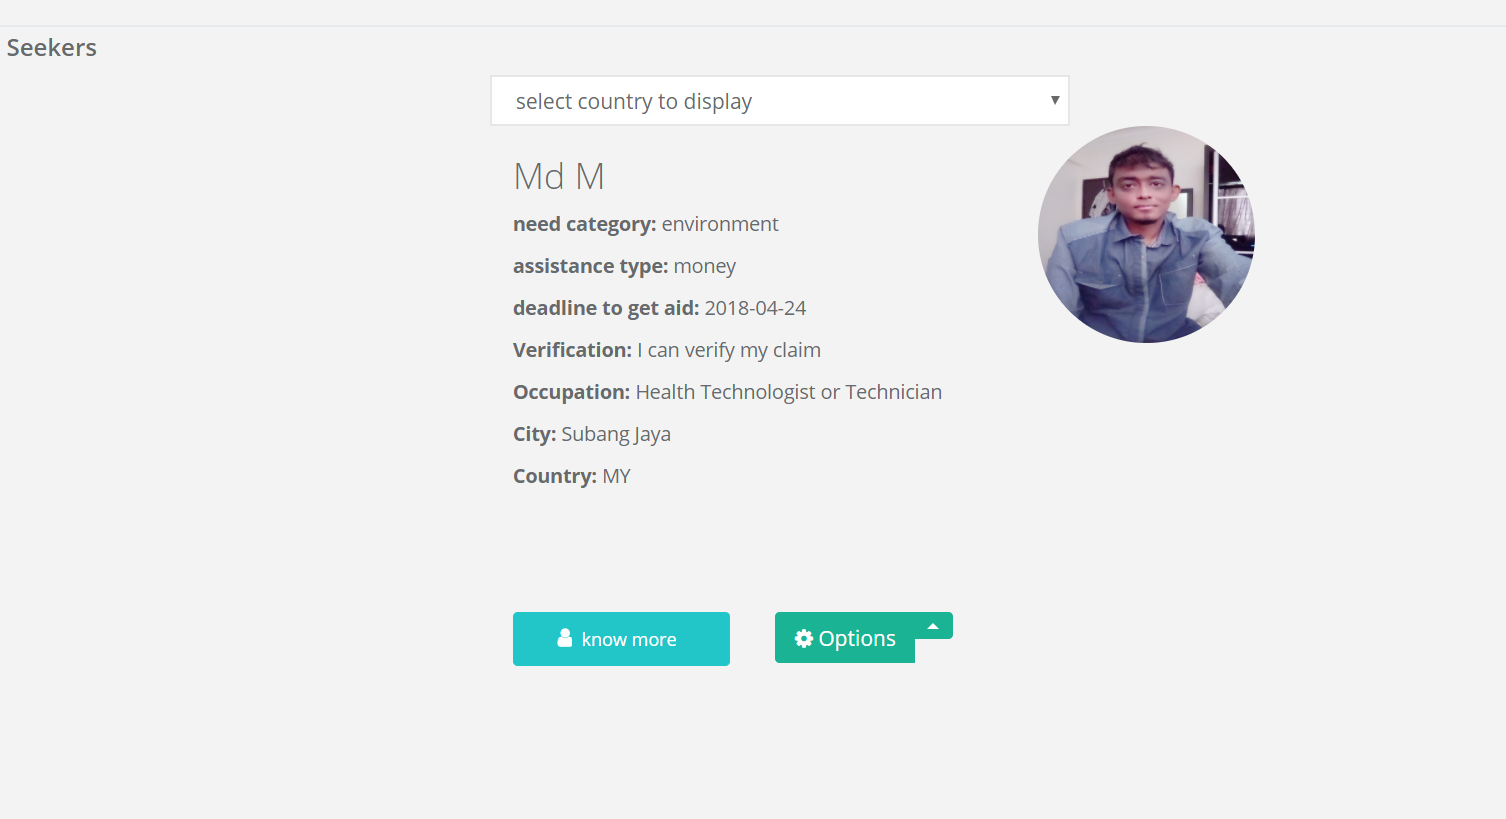 Seekers
select country to display
Md M
need category: environment
assistance type: money
deadline to get aid: 2018-04-24
Verification: I can verify my claim
Occupation: Health Technologist or Technician
City: Subang Jaya
Country: MY
know more
Options